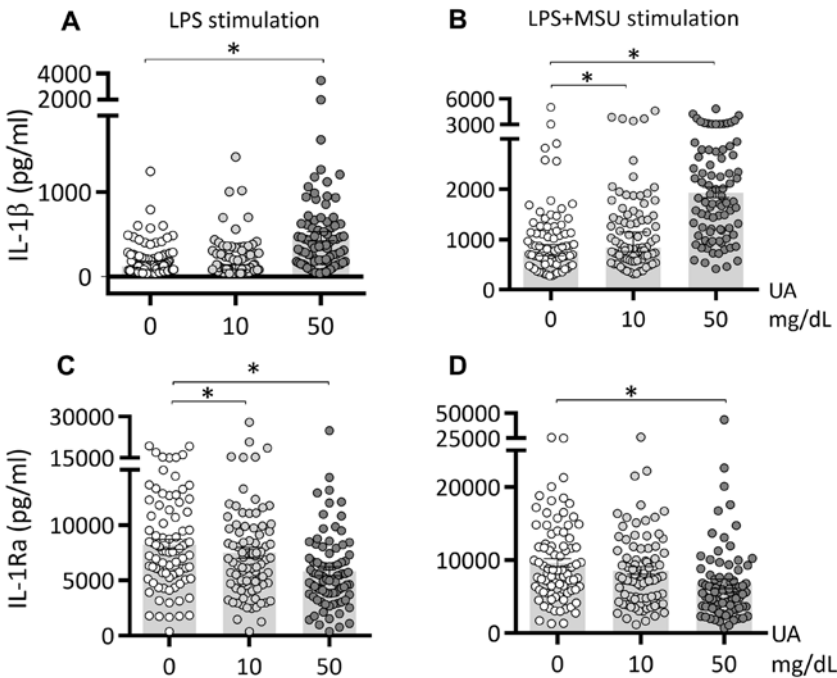 A LPS stimulation
*
4000
2000
1000
0
IL-1β (pg/ml)
0 10 50
B LPS+MSU stimulation
*
*
6000
3000
2000
1000
0
UA
0 10 50 mg/dL
C
*
*
30000
15000
10000
5000
0
IL-1Ra (pg/ml)
0 10 50
D
*
50000
25000
20000
10000
0
UA
0 10 50 mg/dL